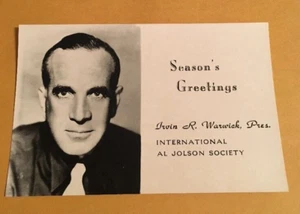 Season's
Greetings
Irvin R. Warwick, Pres.
INTERNATIONAL
AL JOLSON SOCIETY